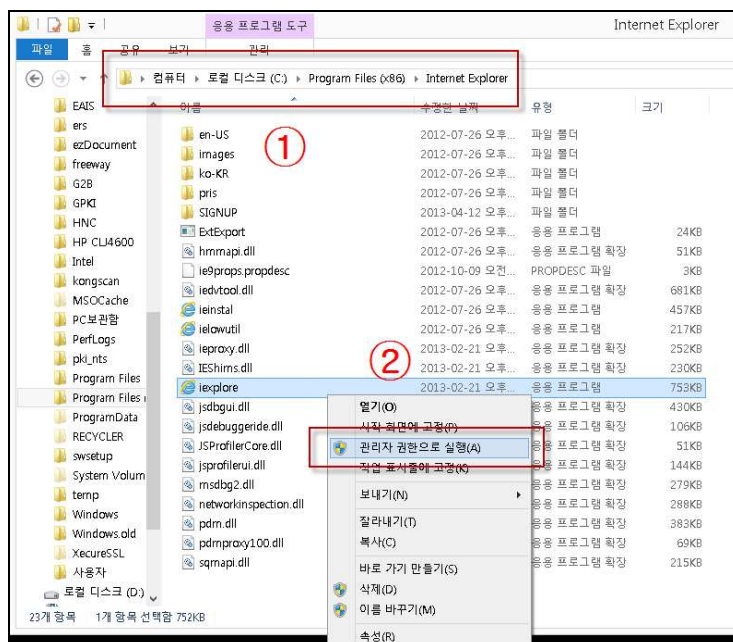 응용 프로그램 도구
Internet Explorer
파일 홈 공유 보기 관리
컴퓨터 ▸ 로컬 디스크 (C:) ▸ Program Files (x86) ▸ Internet Explorer
이름 수정한 날짜 유형 크기
①
②
EAIS
ers
ezDocument
freeway
G2B
GPKI
HNC
HP CLJ4600
Intel
kongscan
MSOCache
PC보관함
PerfLogs
pki_nts
Program Files
Program Files
ProgramData
RECYCLER
swsetup
System Volum
temp
Windows
Windows.old
XecureSSL
사용자
로컬 디스크 (D:)
en-US 2012-07-26 오후... 파일 폴더
images 2012-07-26 오후... 파일 폴더
ko-KR 2012-07-26 오후... 파일 폴더
pris 2012-07-26 오후... 파일 폴더
SIGNUP 2013-04-12 오후... 파일 폴더
ExtExport 2012-07-26 오후... 응용 프로그램 24KB
hmmapi.dll 2012-07-26 오후... 응용 프로그램 확장 51KB
ie9props.propdesc 2012-10-09 오전... PROPDESC 파일 3KB
iedvtool.dll 2012-07-26 오후... 응용 프로그램 확장 681KB
ieinstal 2012-07-26 오후... 응용 프로그램 457KB
ielowutil 2012-07-26 오후... 응용 프로그램 217KB
ieproxy.dll 2013-02-21 오후... 응용 프로그램 확장 252KB
IEShims.dll 2013-02-21 오후... 응용 프로그램 확장 230KB
iexplore 2013-02-21 오후... 응용 프로그램 753KB
jsdbgui.dll 응용 프로그램 확장 430KB
jsdebuggeride.dll 응용 프로그램 확장 106KB
JSProfilerCore.dll 응용 프로그램 확장 51KB
jsprofilerui.dll 응용 프로그램 확장 144KB
msdbg2.dll 응용 프로그램 확장 279KB
networkinspection.dll 응용 프로그램 확장 288KB
pdm.dll 응용 프로그램 확장 383KB
pdmproxy100.dll 응용 프로그램 확장 69KB
sqmapi.dll 응용 프로그램 확장 215KB
열기(O)
시작 화면에 고정(P)
관리자 권한으로 실행(A)
작업 표시줄에 고정(K)
보내기(N)
잘라내기(T)
복사(C)
바로 가기 만들기(S)
삭제(D)
이름 바꾸기(M)
속성(R)
23개 항목 1개 항목 선택함 752KB